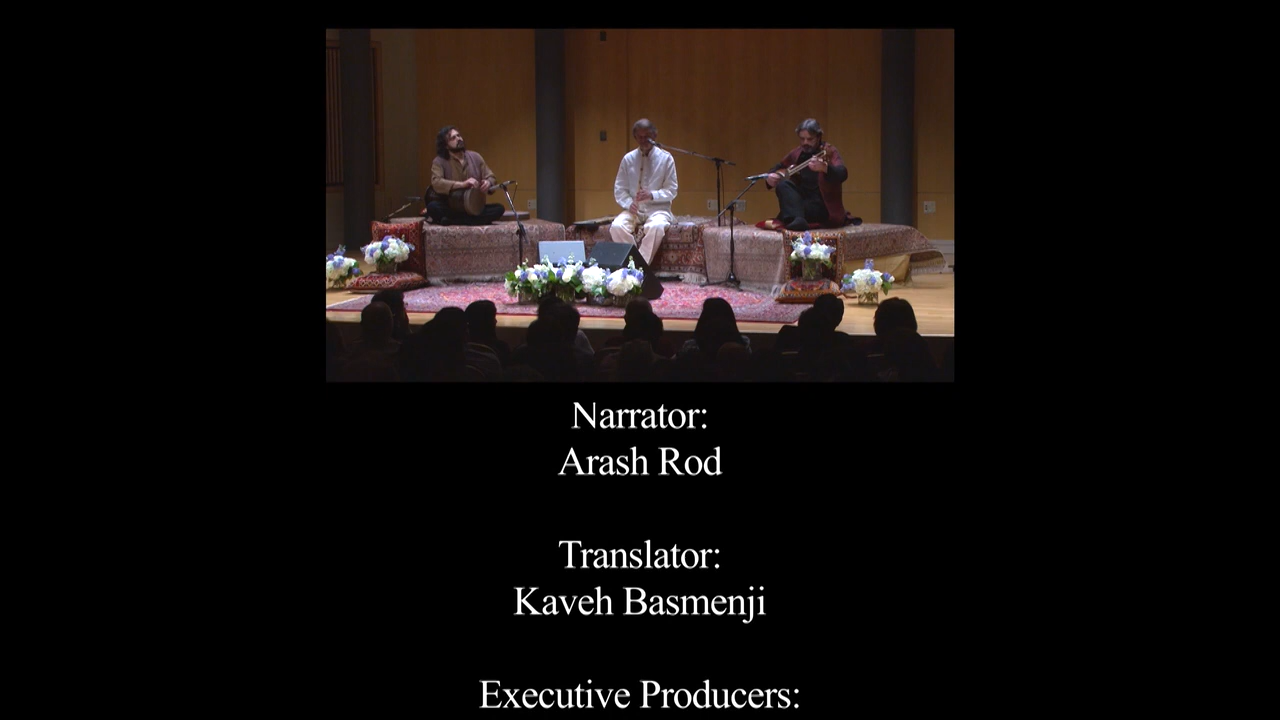 Narrator:
Arash Rod
Translator:
Kaveh Basmenji
Executive Producers: